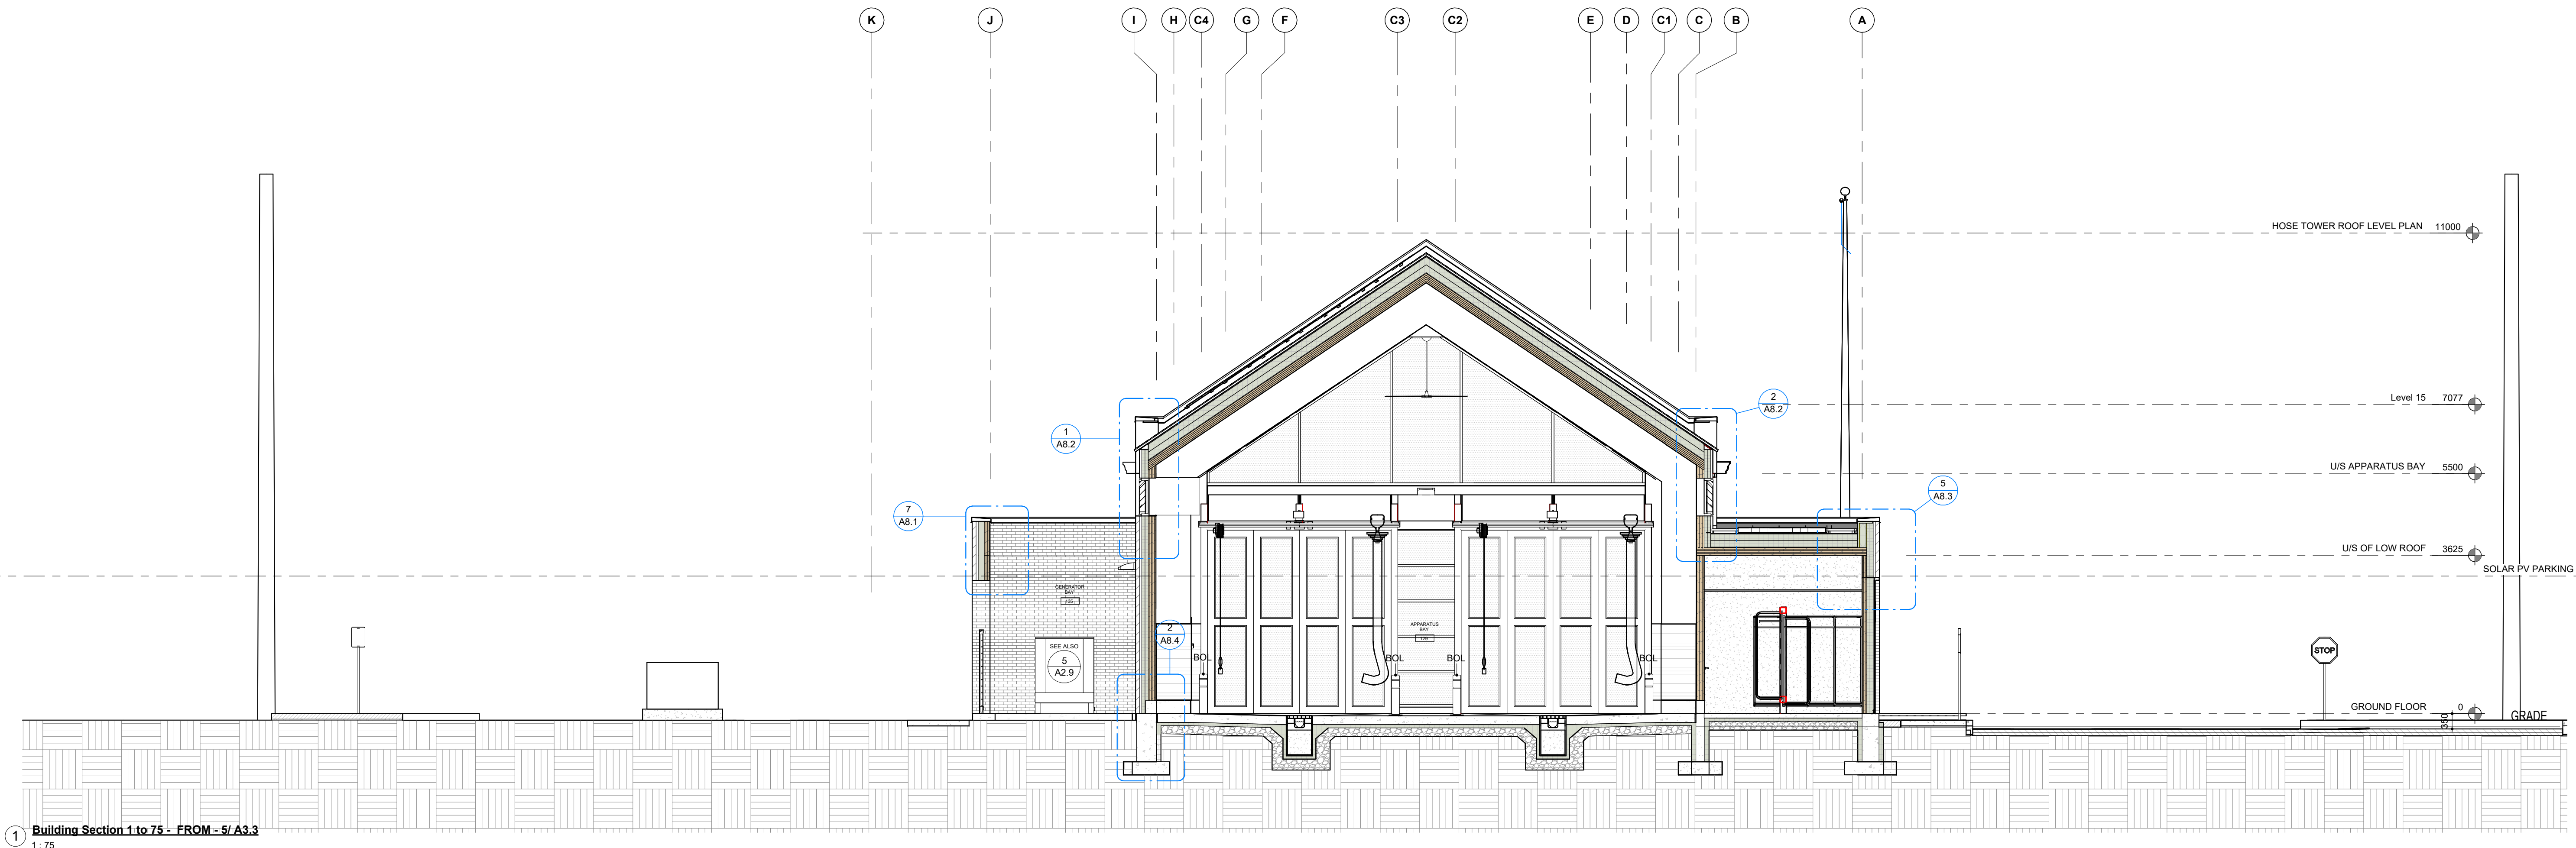 K
J
I
H
C4
G
F
C3
C2
E
D
C1
C
B
A
HOSE TOWER ROOF LEVEL PLAN 11000
Level 15 7077
2
A8.2
1
A8.2
U/S APPARATUS BAY 5500
5
A8.3
7
A8.1
U/S OF LOW ROOF 3625
SOLAR PV PARKING
GENERATOR
BAY
APPARATUS
BAY
129
2
A8.4
SEE ALSO
5
A2.9
BOL
BOL
BOL
BOL
STOP
GROUND FLOOR 0
350
GRADE
1
Building Section 1 to 75 - FROM - 5/ A3.3
1 : 75